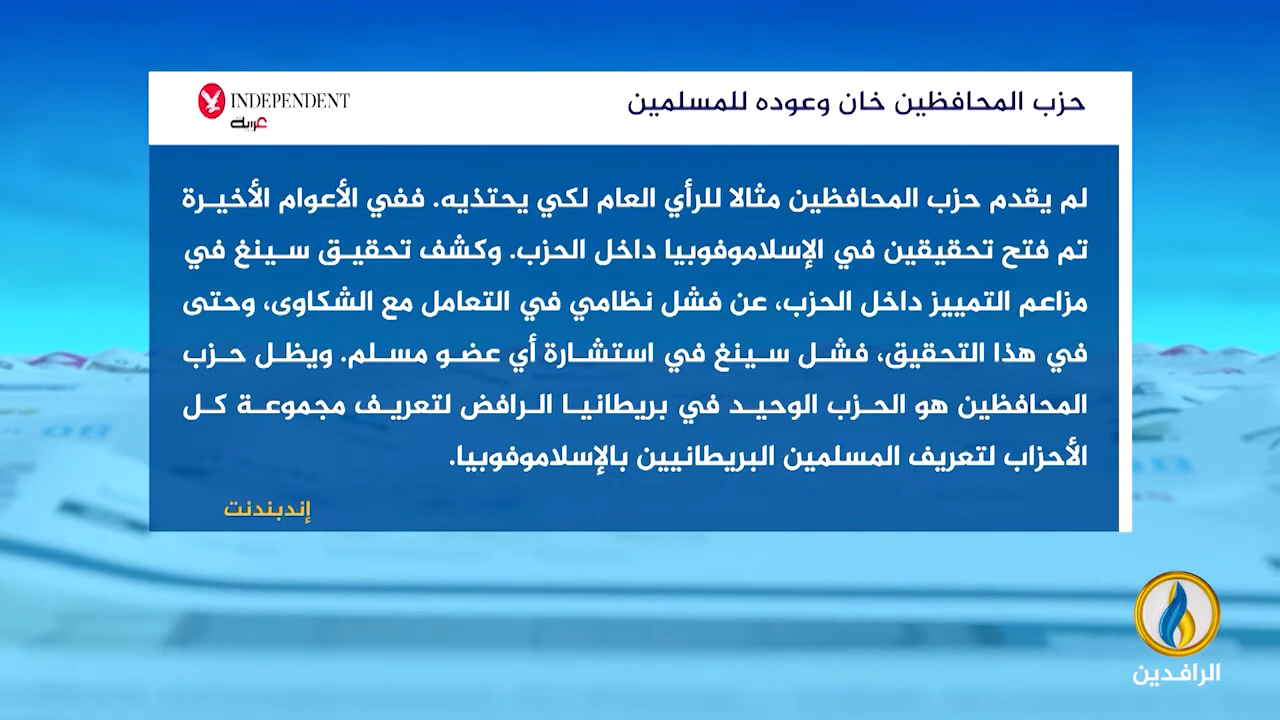 حزب المحافظين خان وعوده للمسلمين
INDEPENDENT
عربية
لم يقدم حزب المحافظين مثالا للرأي العام لكي يحتذيه. ففي الأعوام الأخيرة
تم فتح تحقيقين في الإسلاموفوبيا داخل الحزب. وكشف تحقيق سينغ في
مزاعم التمييز داخل الحزب، عن فشل نظامي في التعامل مع الشكاوى، وحتى
في هذا التحقيق، فشل سينغ في استشارة أي عضو مسلم. ويظل حزب
المحافظين هو الحزب الوحيد في بريطانيا الرافض لتعريف مجموعة كل
الأحزاب لتعريف المسلمين البريطانيين بالإسلاموفوبيا.
إندبندنت
الرافدين